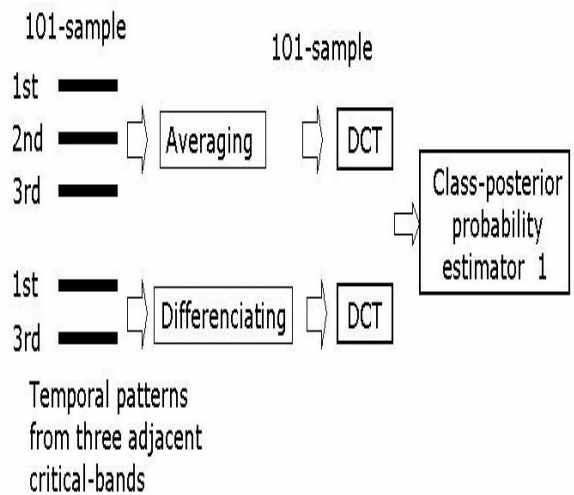 101-sample
101-sample
1st
2nd
3rd
Averaging
DCT
Class-posterior
probability
estimator 1
1st
3rd
Differenciating
DCT
Temporal patterns
from three adjacent
critical-bands